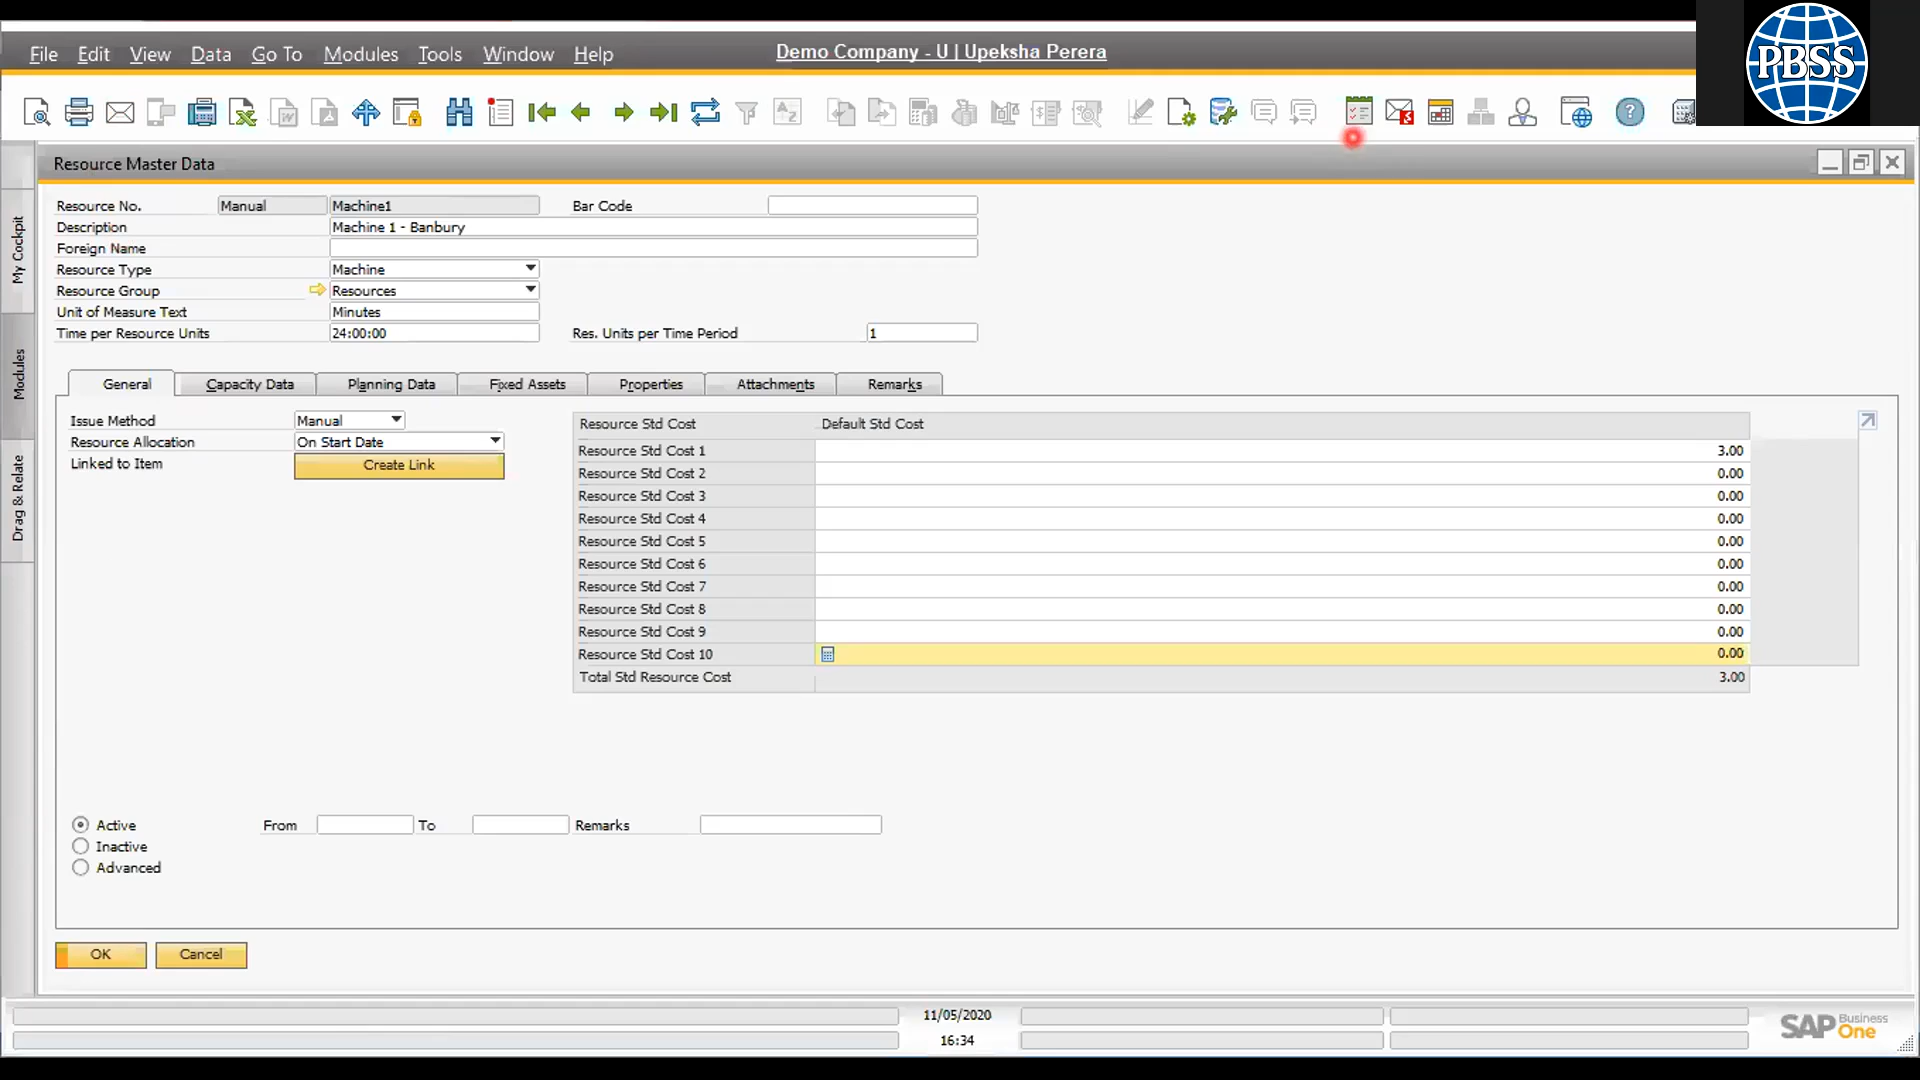 PBSS
File Edit View Data Go To Modules Tools Window Help
Demo Company - U | Upeksha Perera
Resource Master Data
My Cockpit
Modules
Drag & Relate
Resource No. Manual Machine1 Bar Code
Description Machine 1 - Banbury
Foreign Name
Resource Type Machine
Resource Group Resources
Unit of Measure Text Minutes
Time per Resource Units 24:00:00 Res. Units per Time Period 1
General Capacity Data Planning Data Fixed Assets Properties Attachments Remarks
Issue Method Manual
Resource Allocation On Start Date
Linked to Item Create Link
Resource Std Cost Default Std Cost
Resource Std Cost 1 3.00
Resource Std Cost 2 0.00
Resource Std Cost 3 0.00
Resource Std Cost 4 0.00
Resource Std Cost 5 0.00
Resource Std Cost 6 0.00
Resource Std Cost 7 0.00
Resource Std Cost 8 0.00
Resource Std Cost 9 0.00
Resource Std Cost 10 0.00
Total Std Resource Cost 3.00
Active From To Remarks
Inactive
Advanced
OK Cancel
11/05/2020
16:34
SAP Business One